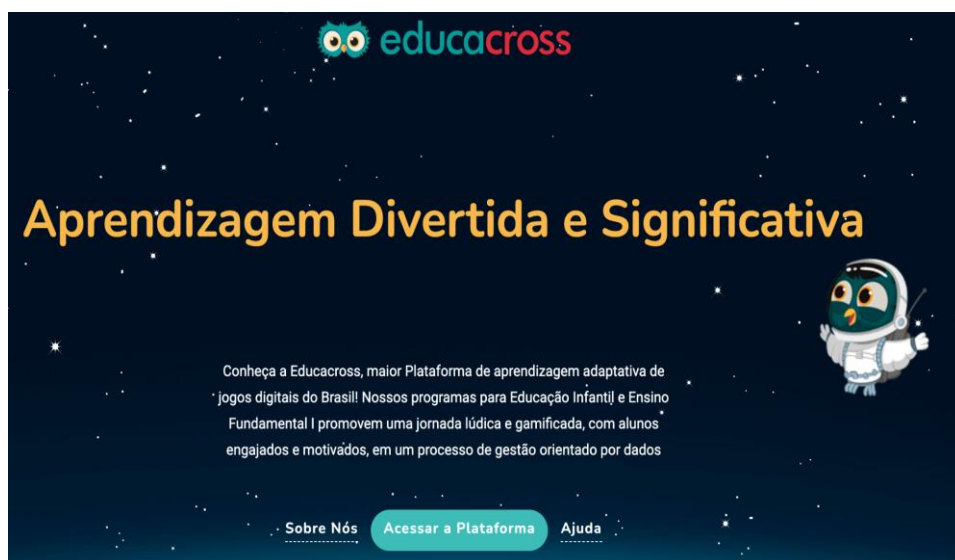 educacross
Aprendizagem Divertida e Significativa
Conheça a Educacross, maior Plataforma de aprendizagem adaptativa de
jogos digitais do Brasil! Nossos programas para Educação Infantil e Ensino
Fundamental I promovem uma jornada lúdica e gamificada, com alunos
engajados e motivados, em um processo de gestão orientado por dados
Sobre Nós Acessar a Plataforma Ajuda